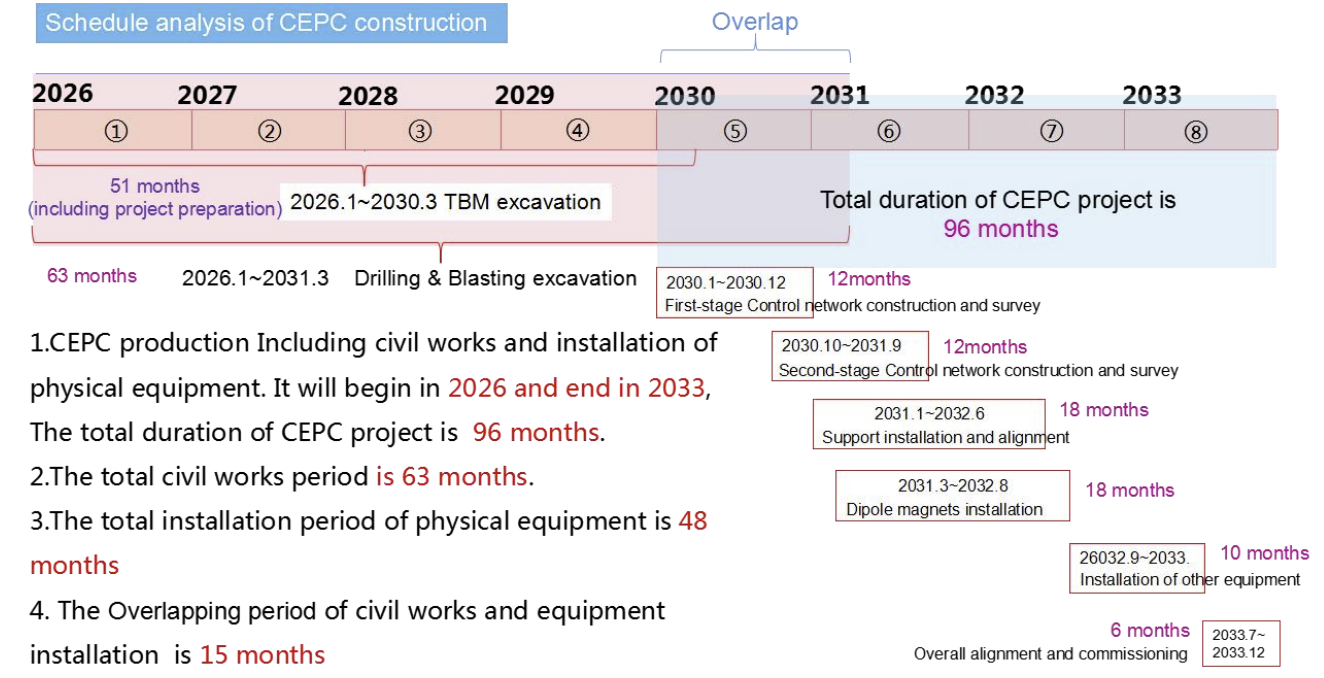 Schedule analysis of CEPC construction
Overlap
2026 2027 2028 2029 2030 2031 2032 2033
① ② ③ ④ ⑤ ⑥ ⑦ ⑧
51 months
(including project preparation)
2026.1~2030.3 TBM excavation
Total duration of CEPC project is
96 months
63 months 2026.1~2031.3 Drilling & Blasting excavation
2030.1~2030.12 12months
First-stage Control network construction and survey
2030.10~2031.9 12months
Second-stage Control network construction and survey
2031.1~2032.6 18 months
Support installation and alignment
2031.3~2032.8 18 months
Dipole magnets installation
26032.9~2033. 10 months
Installation of other equipment
6 months 2033.7~
2033.12
Overall alignment and commissioning
1.CEPC production Including civil works and installation of
physical equipment. It will begin in 2026 and end in 2033,
The total duration of CEPC project is 96 months.
2.The total civil works period is 63 months.
3.The total installation period of physical equipment is 48
months
4. The Overlapping period of civil works and equipment
installation is 15 months